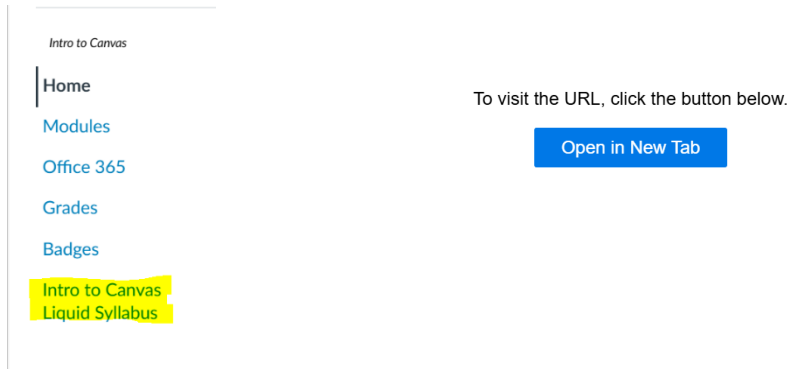 Intro to Canvas
Home
Modules
Office 365
Grades
Badges
Intro to Canvas
Liquid Syllabus
To visit the URL, click the button below.
Open in New Tab